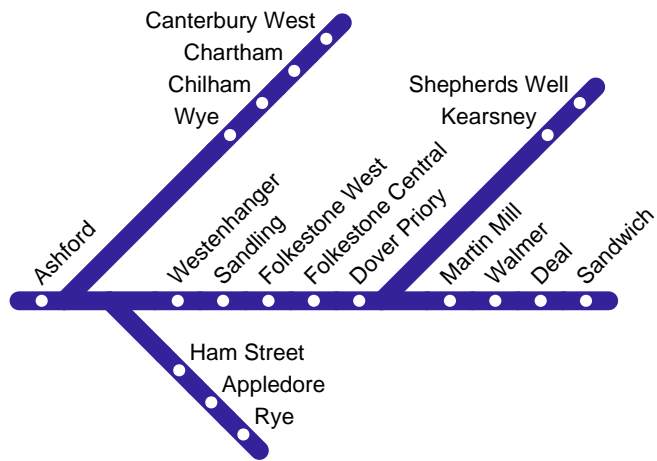 Canterbury West
Chartham
Chilham
Wye
Shepherds Well
Kearsney
Ashford
Westenhanger
Sandling
Folkestone West
Folkestone Central
Dover Priory
Martin Mill
Walmer
Deal
Sandwich
Ham Street
Appledore
Rye